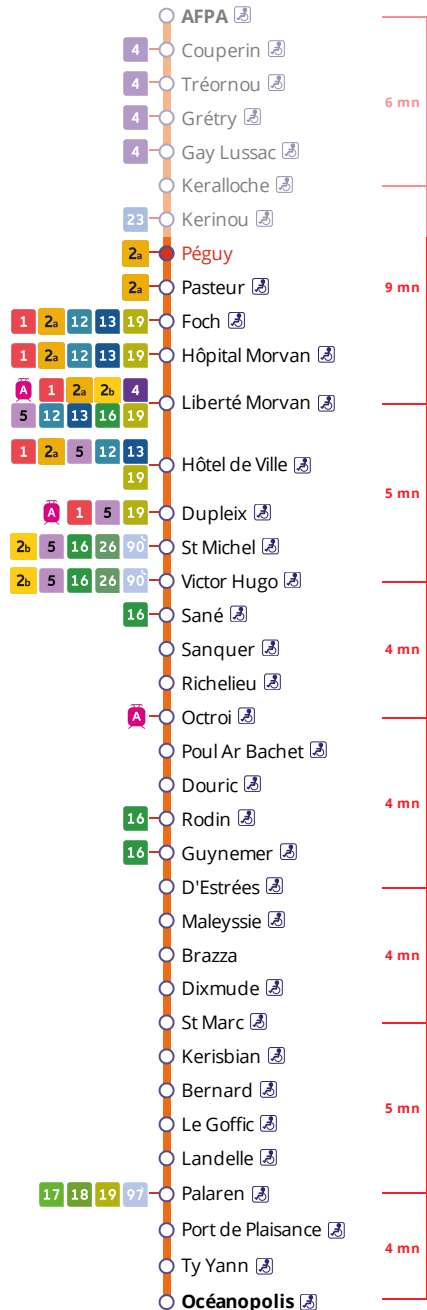 AFPA
4 Couperin
4 Tréornou
4 Grétry
6 mn
4 Gay Lussac
Keralloche
23 Kerinou
2a Péguy
2a Pasteur
9 mn
1 2a 12 13 19 Foch
1 2a 12 13 19 Hôpital Morvan
A 1 2a 2b 4
Liberté Morvan
5 12 13 16 19
1 2a 5 12 13
Hôtel de Ville
19
5 mn
A 1 5 19 Dupleix
2b 5 16 26 90 St Michel
2b 5 16 26 90 Victor Hugo
16 Sané
Sanquer
4 mn
Richelieu
A Octroi
Poul Ar Bachet
Douric
4 mn
16 Rodin
16 Guynemer
D'Estrées
Maleyssie
Brazza
4 mn
Dixmude
St Marc
Kerisbian
Bernard
5 mn
Le Goffic
Landelle
17 18 19 97 Palaren
Port de Plaisance
4 mn
Ty Yann
Océanopolis